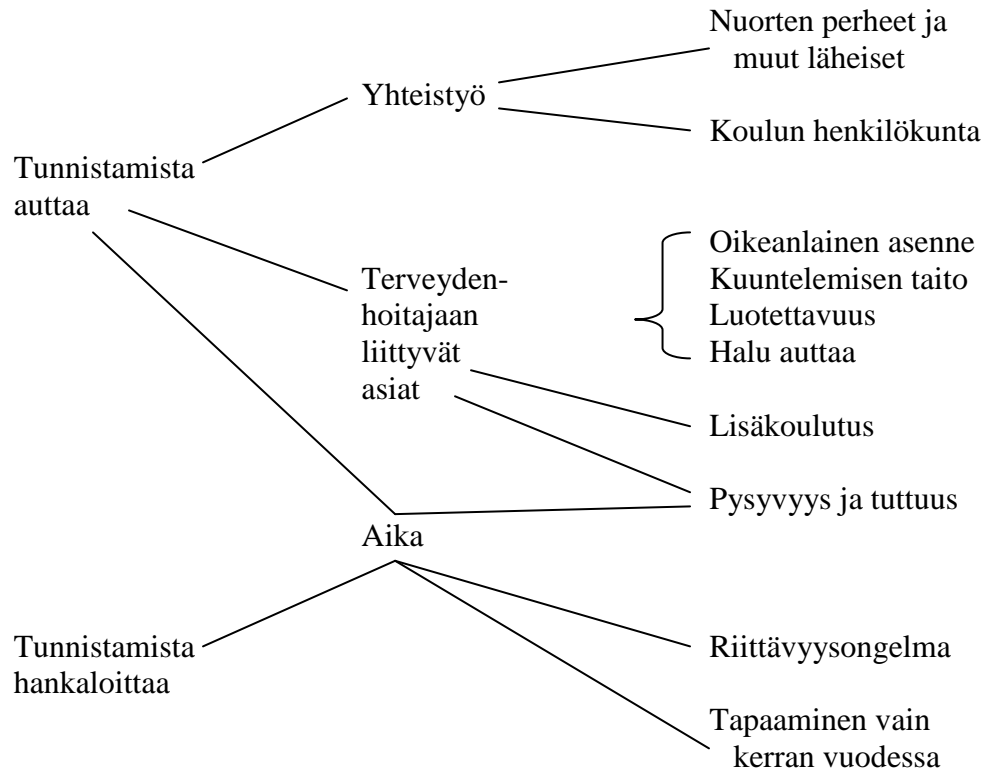 Nuorten perheet ja
muut läheiset
Yhteistyö
Koulun henkilökunta
Tunnistamista
auttaa
Oikeanlainen asenne
Kuuntelemisen taito
Luotettavuus
Halu auttaa
Terveyden-
hoitajaan
liittyvät
asiat
Lisäkoulutus
Pysyvyys ja tuttuus
Aika
Tunnistamista
hankaloittaa
Riittävyysongelma
Tapaaminen vain
kerran vuodessa